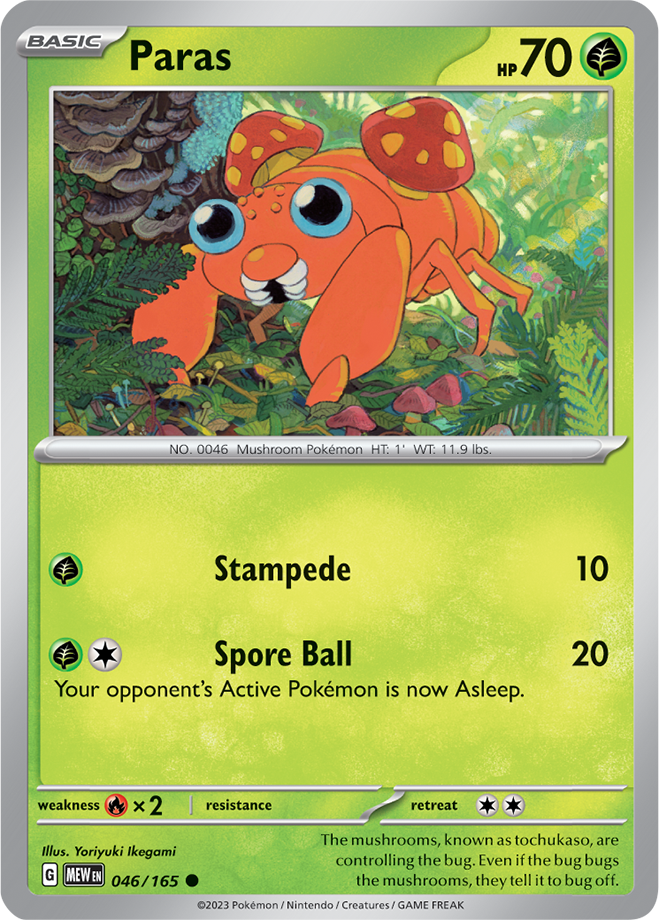 BASIC Paras HP 70
NO. 0046 Mushroom Pokémon HT: 1' WT: 11.9 lbs.
Stampede 10
Spore Ball 20
Your opponent's Active Pokémon is now Asleep.
weakness ×2 resistance retreat
Illus. Yoriyuki Ikegami
G MEW EN 046/165
The mushrooms, known as tochukaso, are
controlling the bug. Even if the bug bugs
the mushrooms, they tell it to bug off.
©2023 Pokémon / Nintendo / Creatures / GAME FREAK